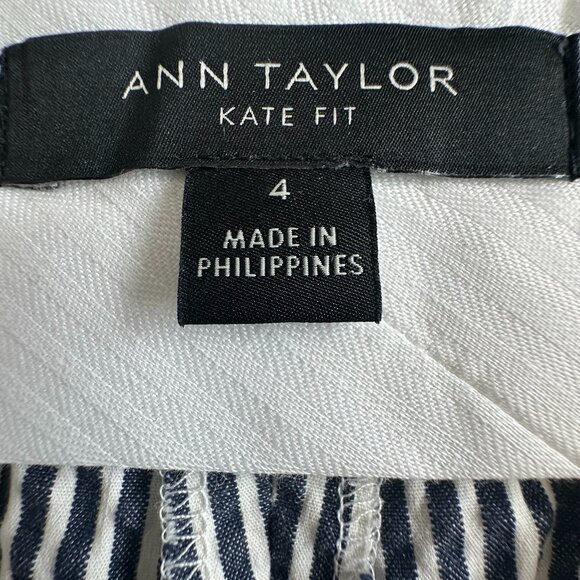 ANN TAYLOR
KATE FIT
4
MADE IN
PHILIPPINES